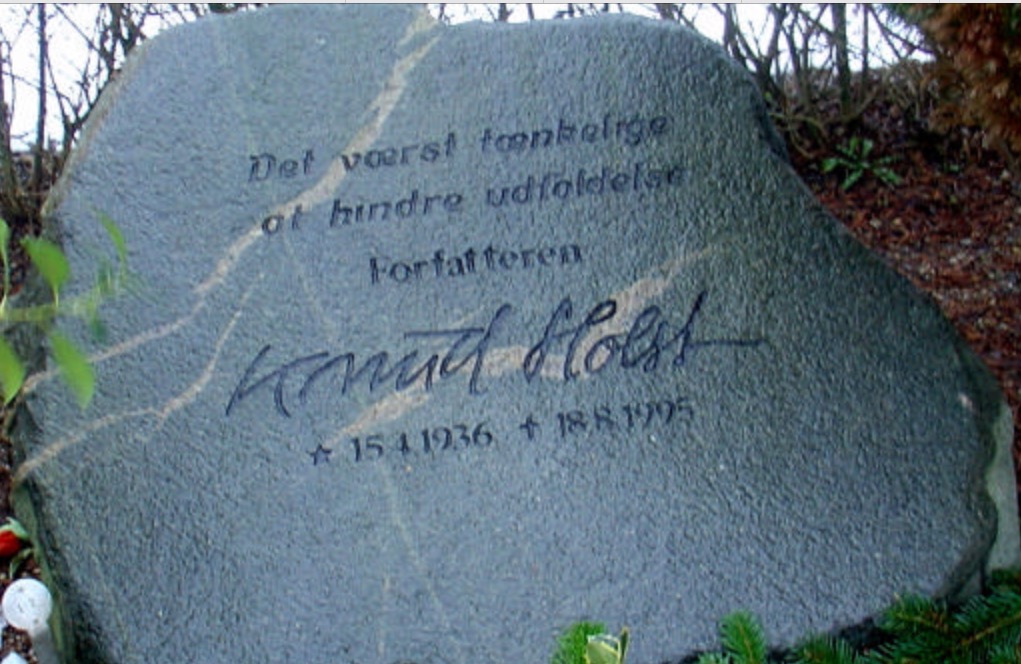 Det værst tænkelige
at hindre udfoldelse
Forfatteren
Knud Holst
☆ 15 4 1936 ✝ 18.8.1995